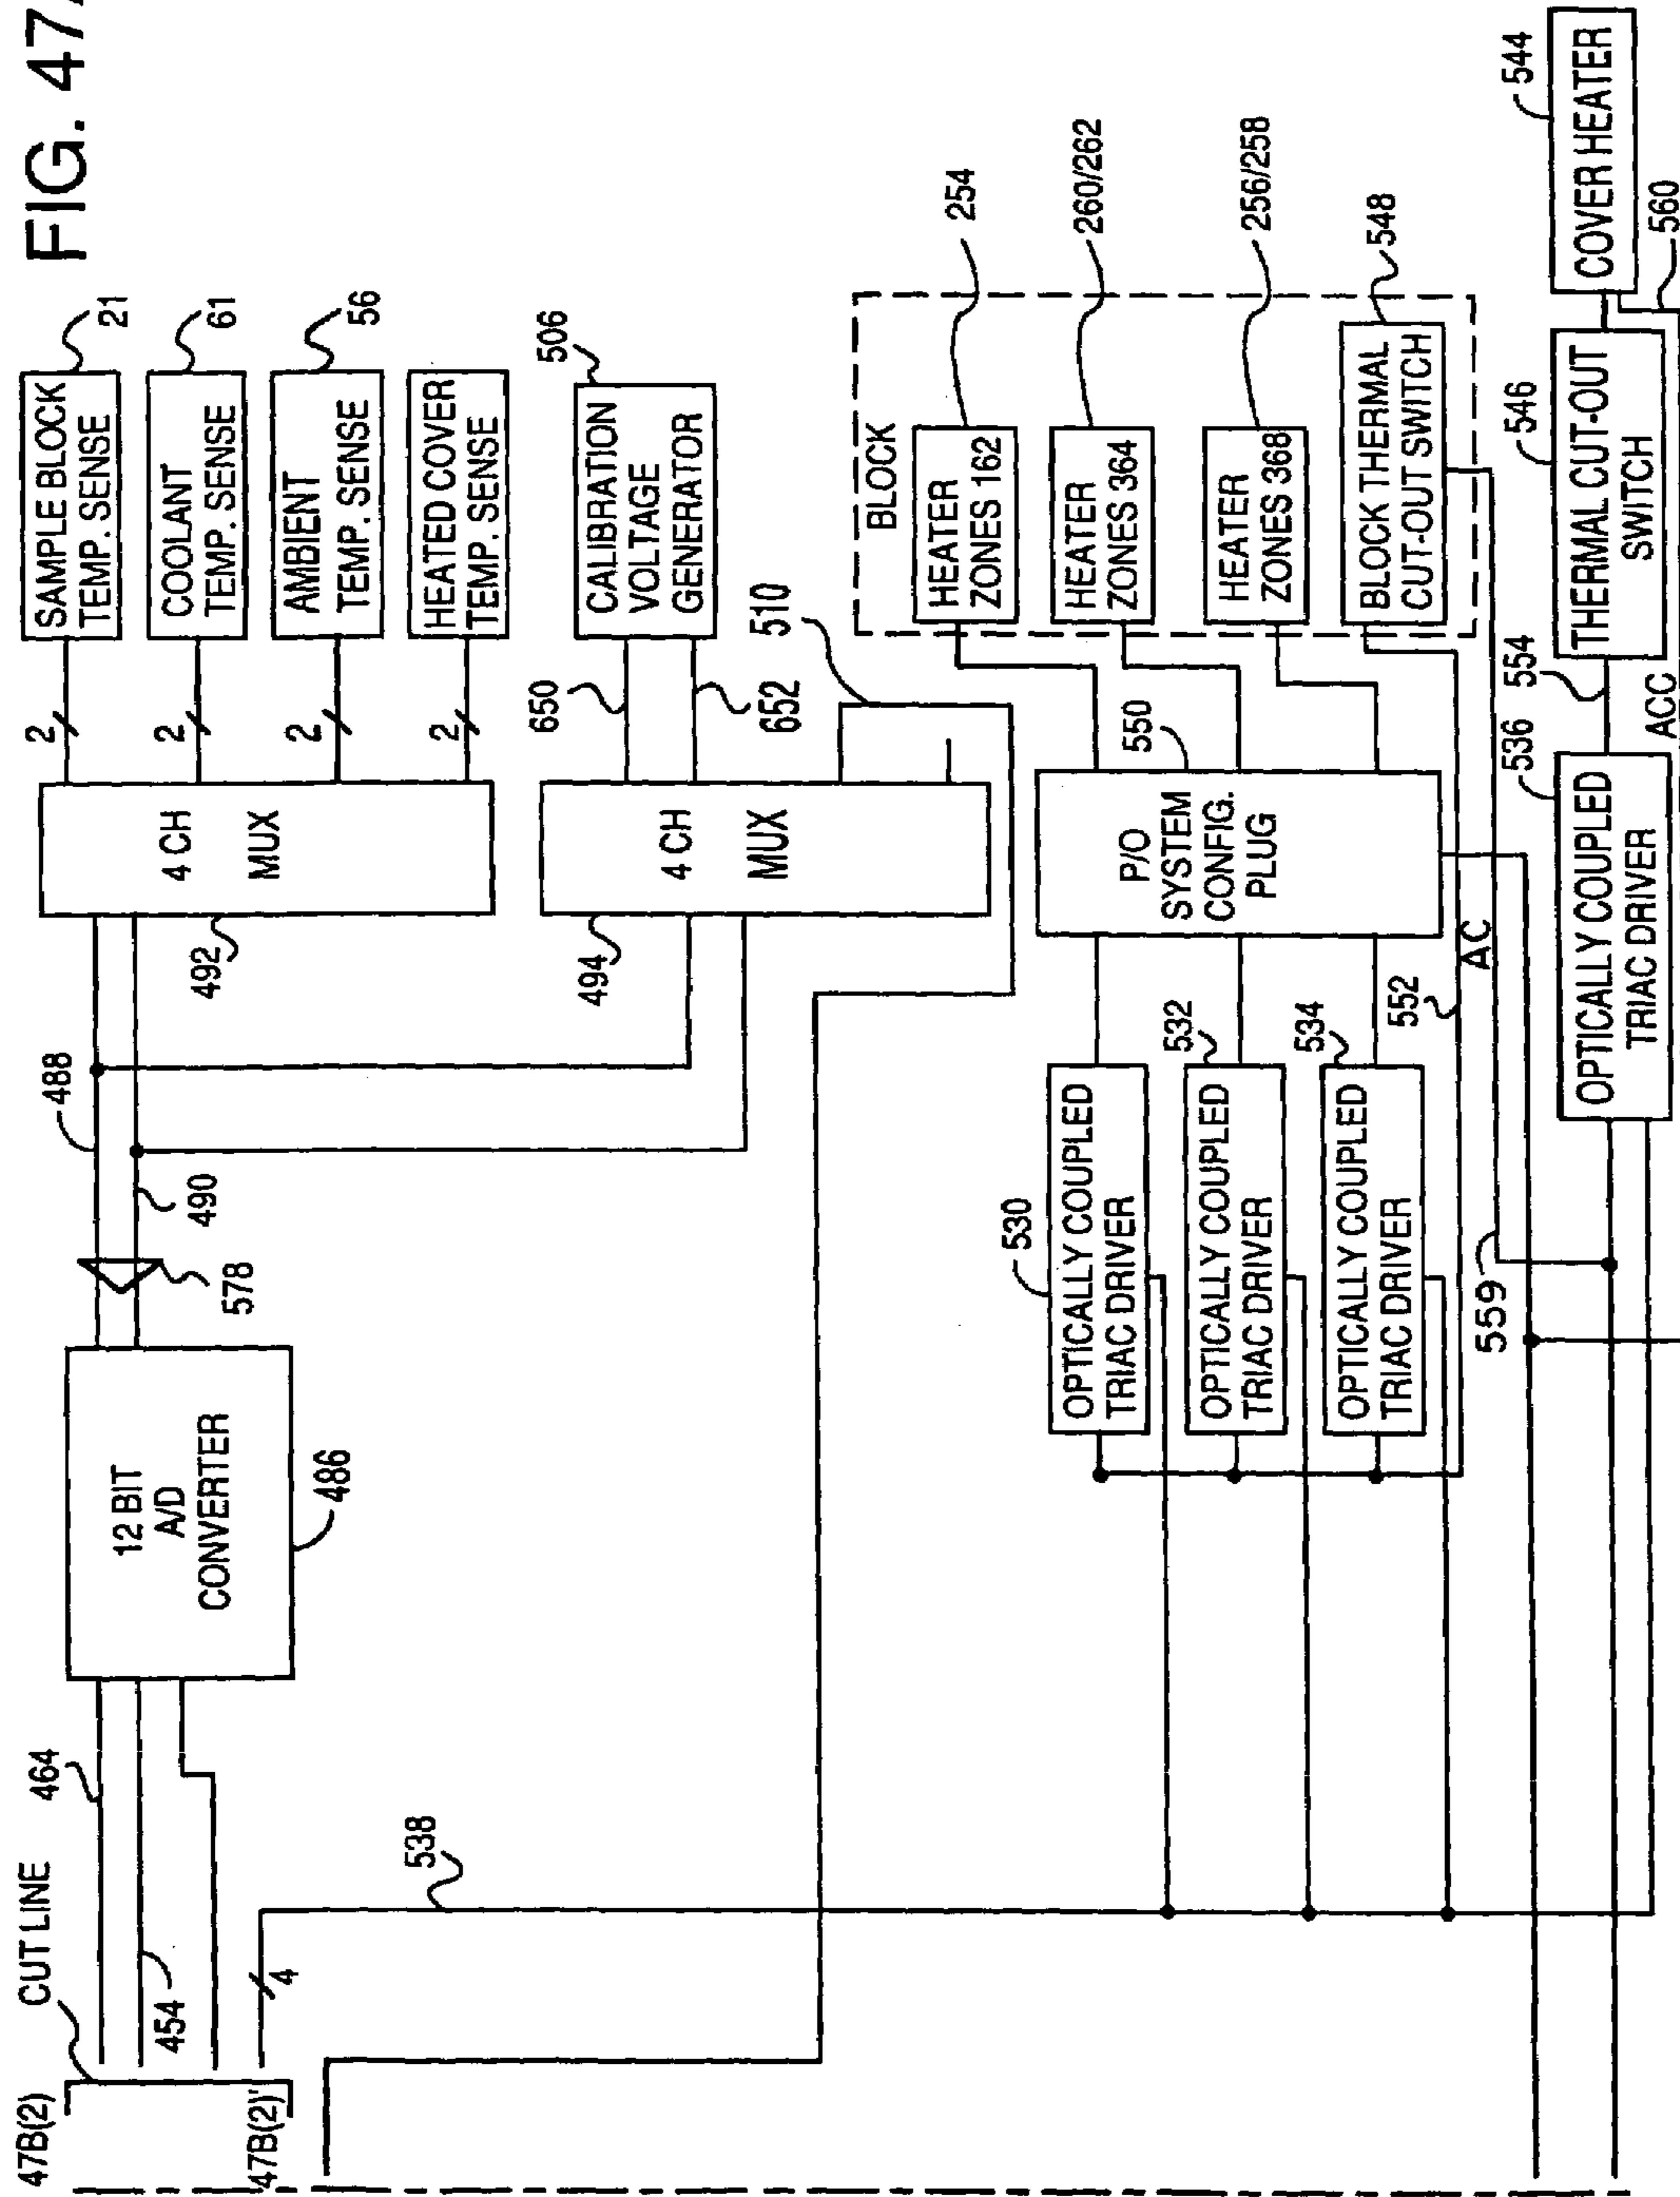 FIG. 47
47B(2)
CUT LINE
464
454
47B(2)'
4
538
12 BIT
A/D
CONVERTER
486
578
488
490
4 CH
MUX
492
4 CH
MUX
494
2
2
2
2
SAMPLE BLOCK
TEMP. SENSE
21
COOLANT
TEMP. SENSE
61
AMBIENT
TEMP. SENSE
56
HEATED COVER
TEMP. SENSE
650
652
CALIBRATION
VOLTAGE
GENERATOR
506
510
BLOCK
HEATER
ZONES 162
254
HEATER
ZONES 364
260/262
HEATER
ZONES 368
256/258
BLOCK THERMAL
CUT-OUT SWITCH
548
P/O
SYSTEM
CONFIG.
PLUG
550
OPTICALLY COUPLED
TRIAC DRIVER
530
OPTICALLY COUPLED
TRIAC DRIVER
532
OPTICALLY COUPLED
TRIAC DRIVER
534
552
AC
559
OPTICALLY COUPLED
TRIAC DRIVER
536
554
ACC
THERMAL CUT-OUT
SWITCH
546
COVER HEATER
544
560